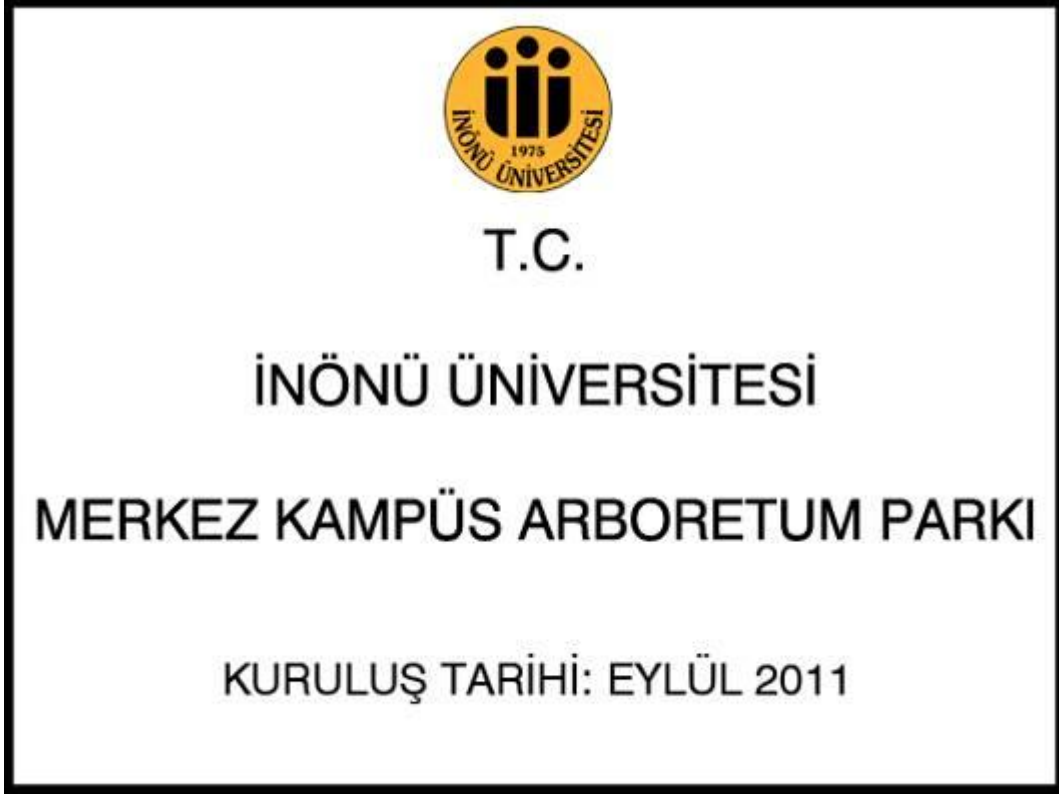 İNÖNÜ ÜNİVERSİTESİ
1975
T.C.
İNÖNÜ ÜNİVERSİTESİ
MERKEZ KAMPÜS ARBORETUM PARKI
KURULUŞ TARİHİ: EYLÜL 2011